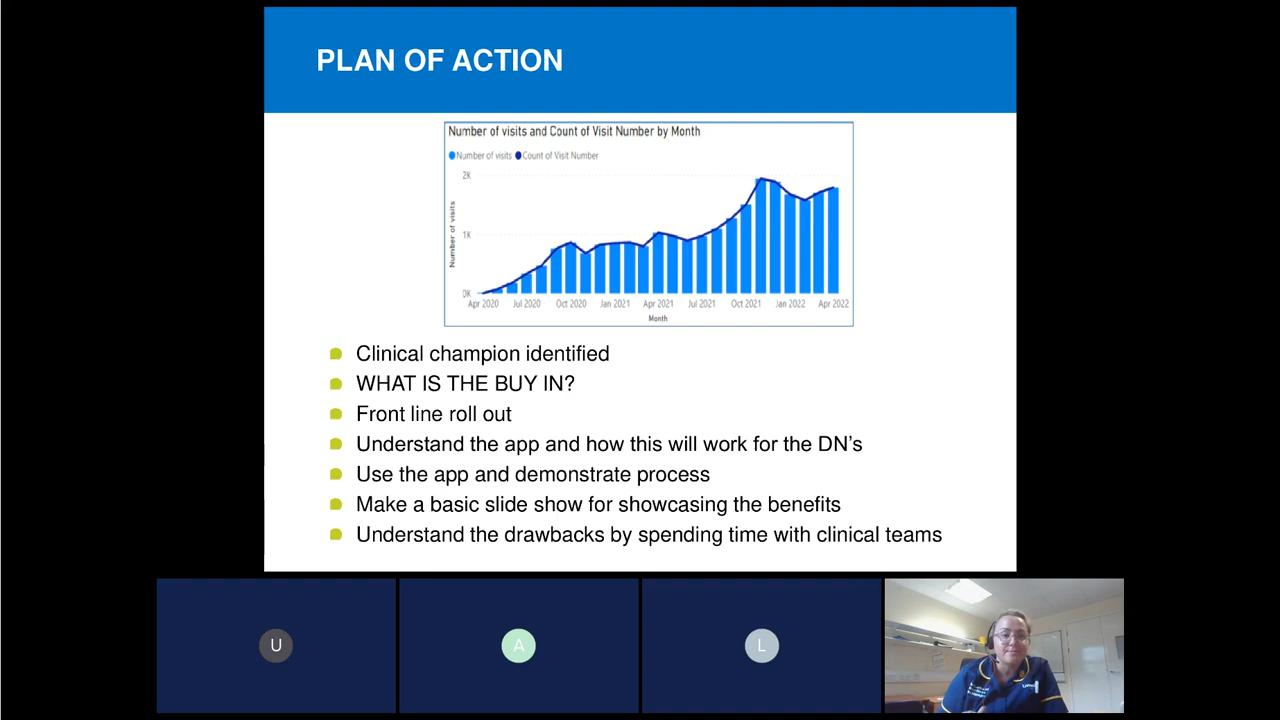 PLAN OF ACTION
Number of visits and Count of Visit Number by Month
Number of visits Count of Visit Number
2K
1K
0K
Number of visits
Apr 2020 Jul 2020 Oct 2020 Jan 2021 Apr 2021 Jul 2021 Oct 2021 Jan 2022 Apr 2022
Month
Clinical champion identified
WHAT IS THE BUY IN?
Front line roll out
Understand the app and how this will work for the DN's
Use the app and demonstrate process
Make a basic slide show for showcasing the benefits
Understand the drawbacks by spending time with clinical teams
U
A
L